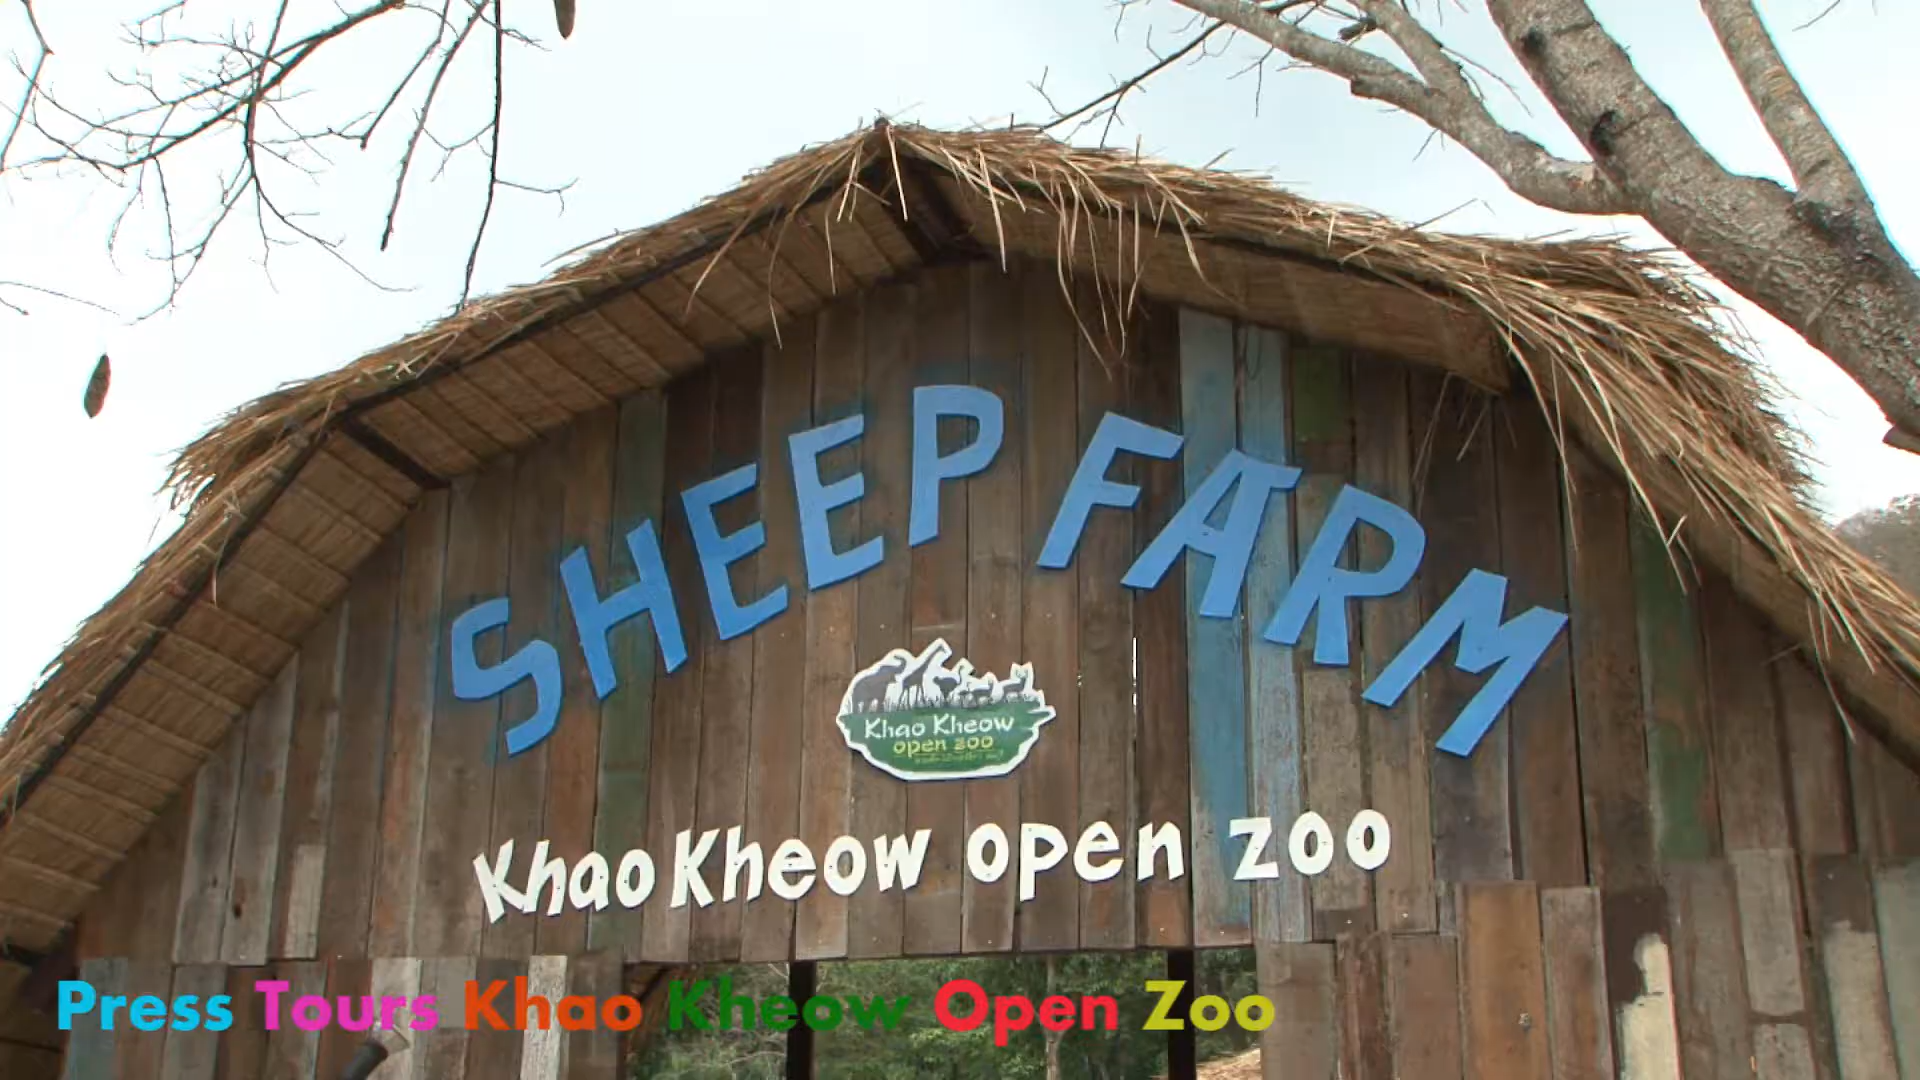 SHEEP FARM
Khao Kheow
open zoo
Khao Kheow open zoo
Press Tours Khao Kheow Open Zoo